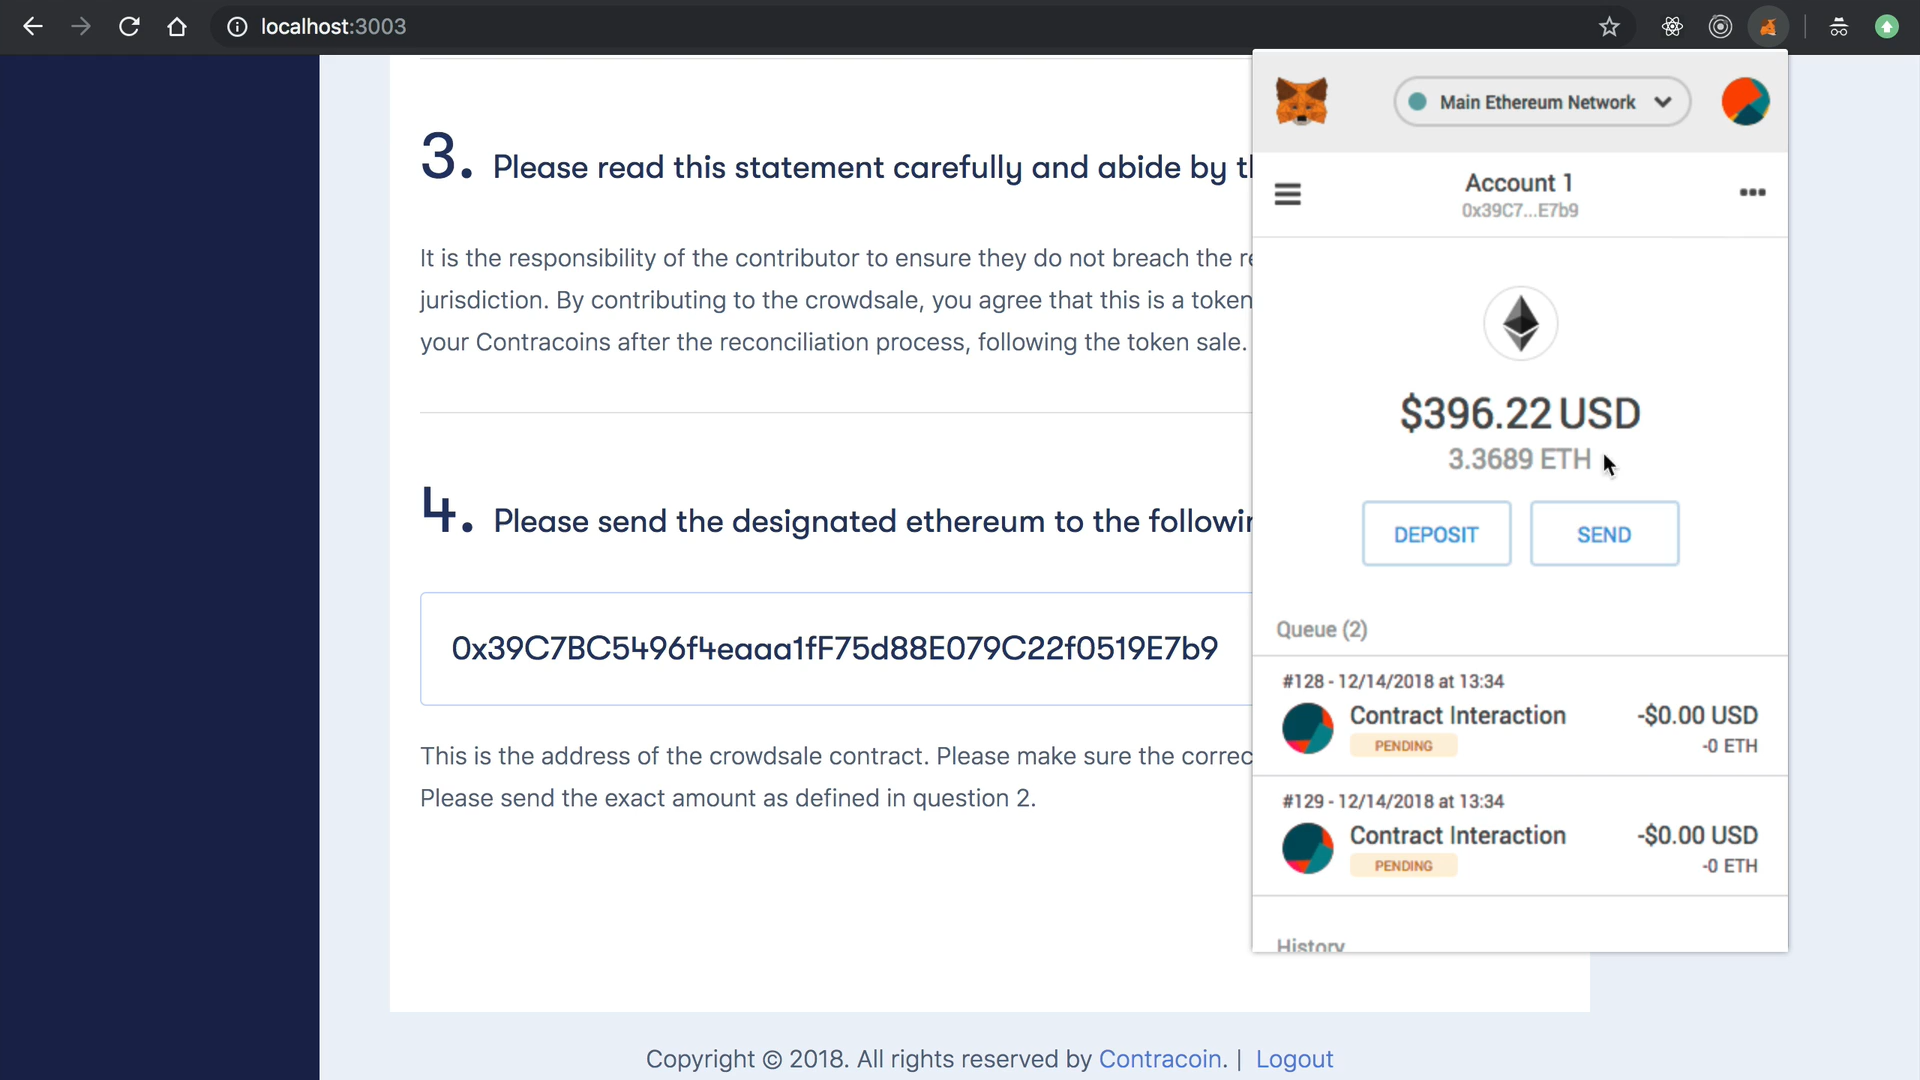 localhost:3003
3. Please read this statement carefully and abide by th
It is the responsibility of the contributor to ensure they do not breach the re
jurisdiction. By contributing to the crowdsale, you agree that this is a token
your Contracoins after the reconciliation process, following the token sale.
4. Please send the designated ethereum to the followin
0x39C7BC5496f4eaaa1fF75d88E079C22f0519E7b9
This is the address of the crowdsale contract. Please make sure the correc
Please send the exact amount as defined in question 2.
Copyright © 2018. All rights reserved by Contracoin. | Logout
Main Ethereum Network
Account 1
0x39C7...E7b9
$396.22 USD
3.3689 ETH
DEPOSIT SEND
Queue (2)
#128 - 12/14/2018 at 13:34
Contract Interaction -$0.00 USD
PENDING -0 ETH
#129 - 12/14/2018 at 13:34
Contract Interaction -$0.00 USD
PENDING -0 ETH
History